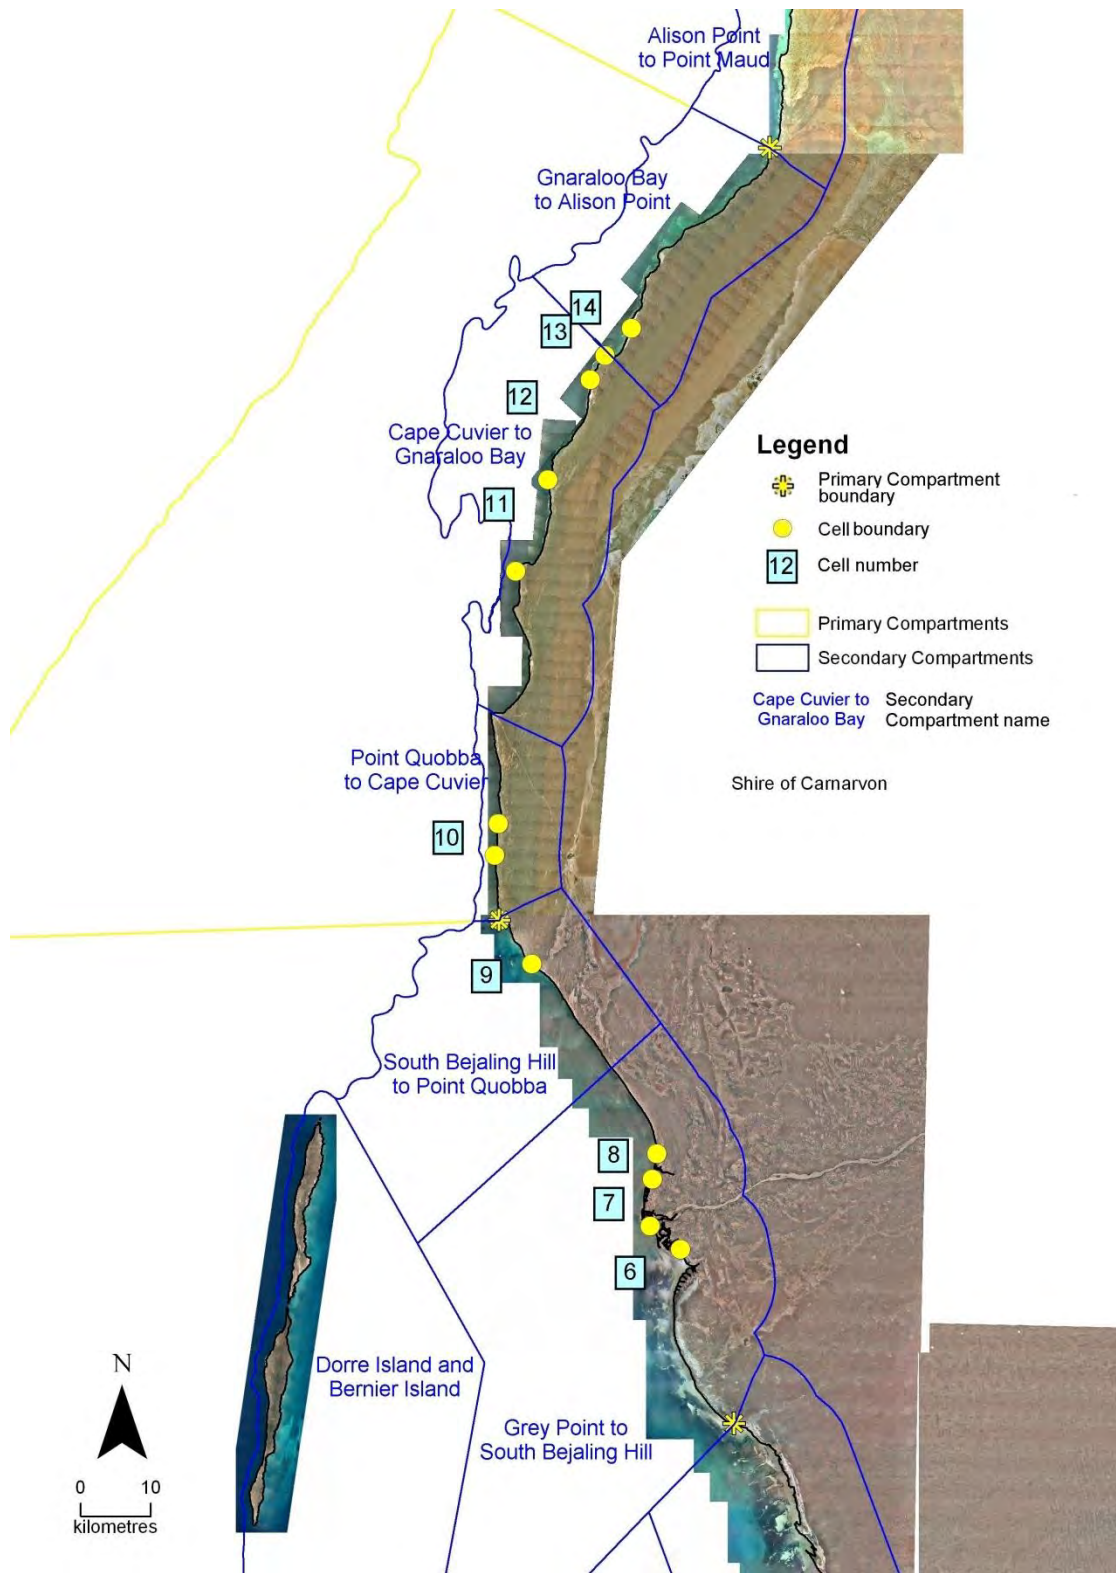 Alison Point
to Point Maud
Gnaraloo Bay
to Alison Point
14
13
12
Cape Cuvier to
Gnaraloo Bay
11
Legend
Primary Compartment
boundary
Cell boundary
12
Cell number
Primary Compartments
Secondary Compartments
Cape Cuvier to
Gnaraloo Bay
Secondary
Compartment name
Shire of Carnarvon
Point Quobba
to Cape Cuvier
10
9
South Bejaling Hill
to Point Quobba
8
7
6
Dorre Island and
Bernier Island
Grey Point to
South Bejaling Hill
N
0 10
kilometres